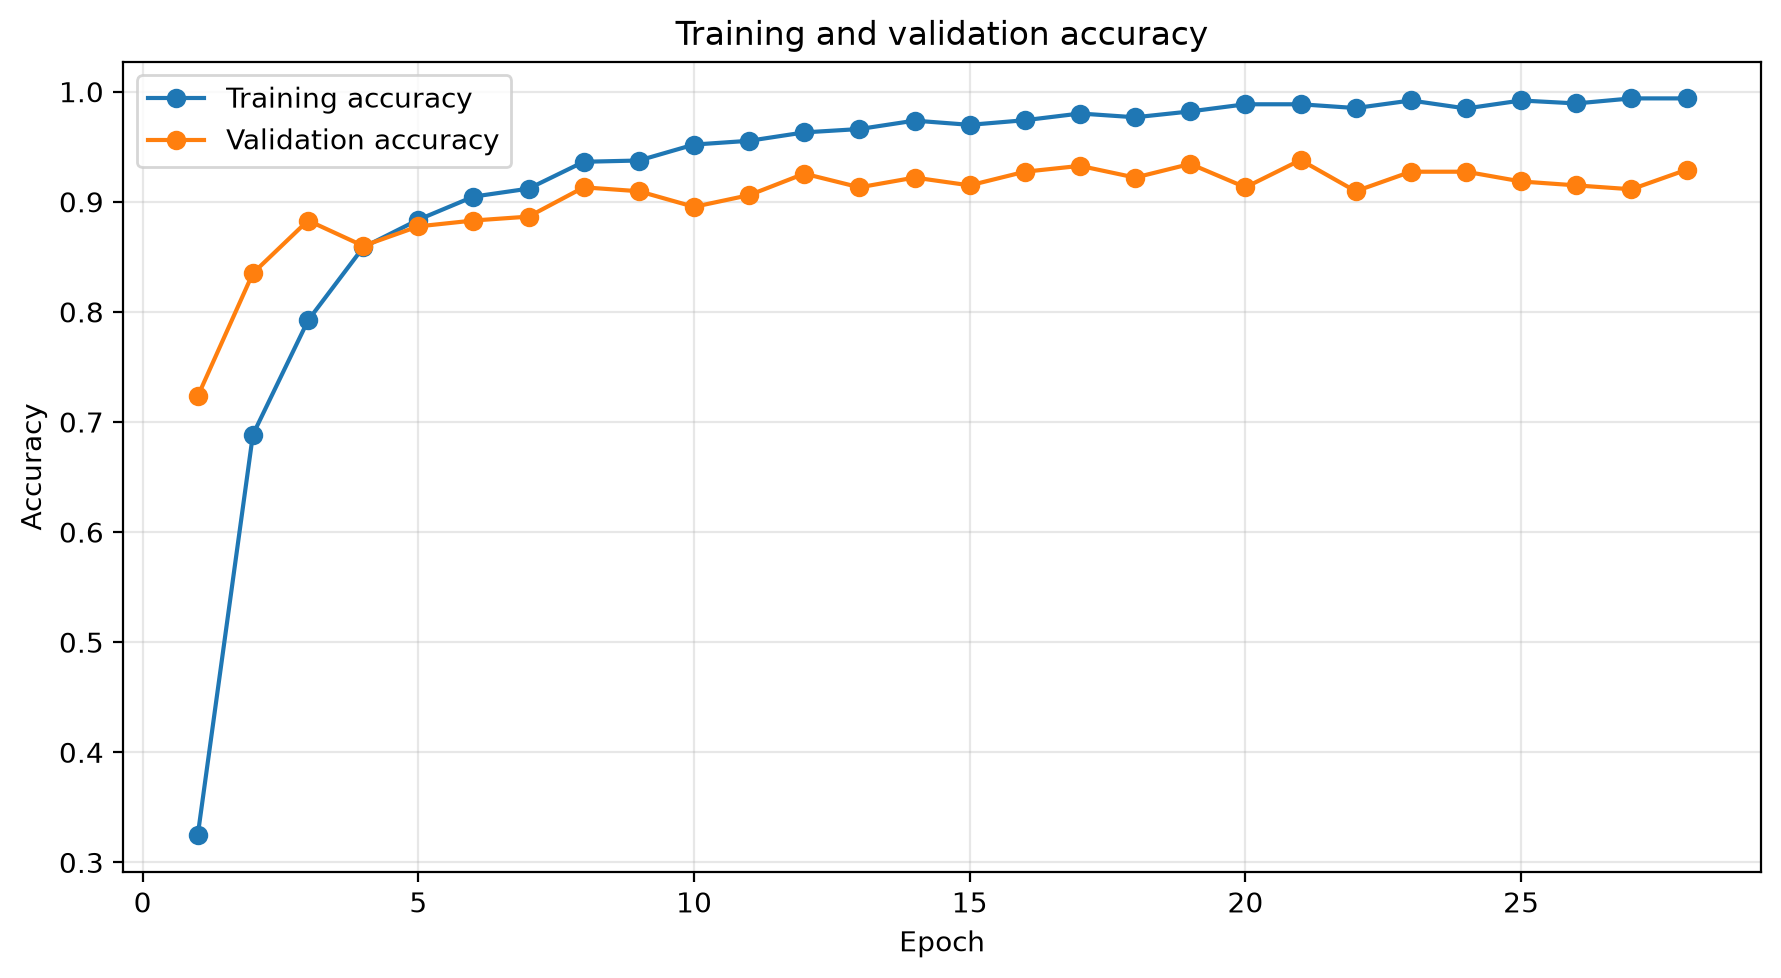 Training and validation accuracy
Training accuracy
Validation accuracy
1.0
0.9
0.8
0.7
0.6
0.5
0.4
0.3
Accuracy
0 5 10 15 20 25
Epoch